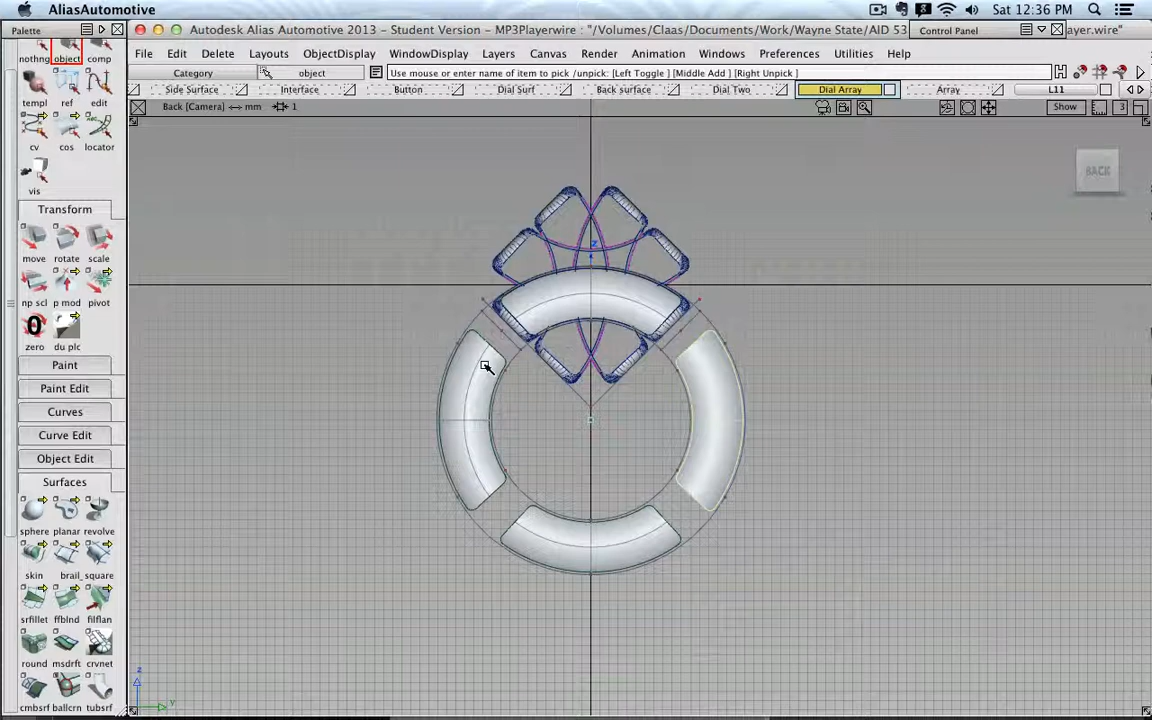 AliasAutomotive
Sat 12:36 PM
Palette
Autodesk Alias Automotive 2013 - Student Version - MP3Playerwire : "/Volumes/Claas/Documents/Work/Wayne State/AID 53
Control Panel
ayer.wire"
File Edit Delete Layouts ObjectDisplay WindowDisplay Layers Canvas Render Animation Windows Preferences Utilities Help
nothng object comp
Category object Use mouse or enter name of item to pick /unpick: [Left Toggle ] [Middle Add ] [Right Unpick ]
Side Surface Interface Button Dial Surf Back surface Dial Two Dial Array Array L11
templ ref edit
Back [Camera] mm 1
Show 3
cv cos locator
vis
BACK
Transform
move rotate scale
z
np scl p mod pivot
zero du plc
Paint
Paint Edit
Curves
Curve Edit
Object Edit
Surfaces
sphere planar revolve
skin brail_square
srfillet ffblnd filflan
round msdrft crvnet
cmbsrf ballcrn tubsrf
z
y